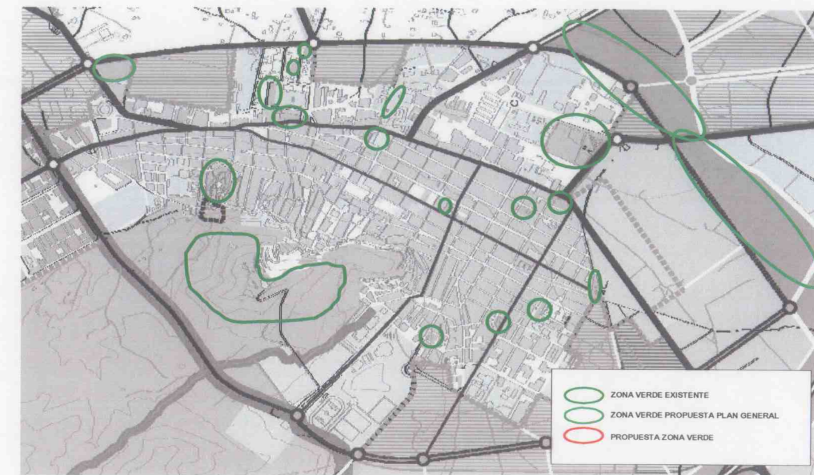 ZONA VERDE EXISTENTE
ZONA VERDE PROPUESTA PLAN GENERAL
PROPUESTA ZONA VERDE